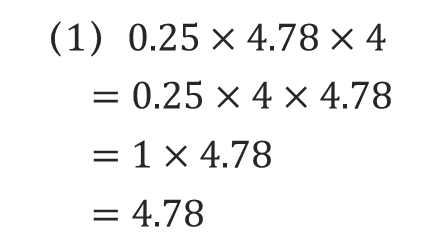 (1) 0.25 × 4.78 × 4
= 0.25 × 4 × 4.78
= 1 × 4.78
= 4.78